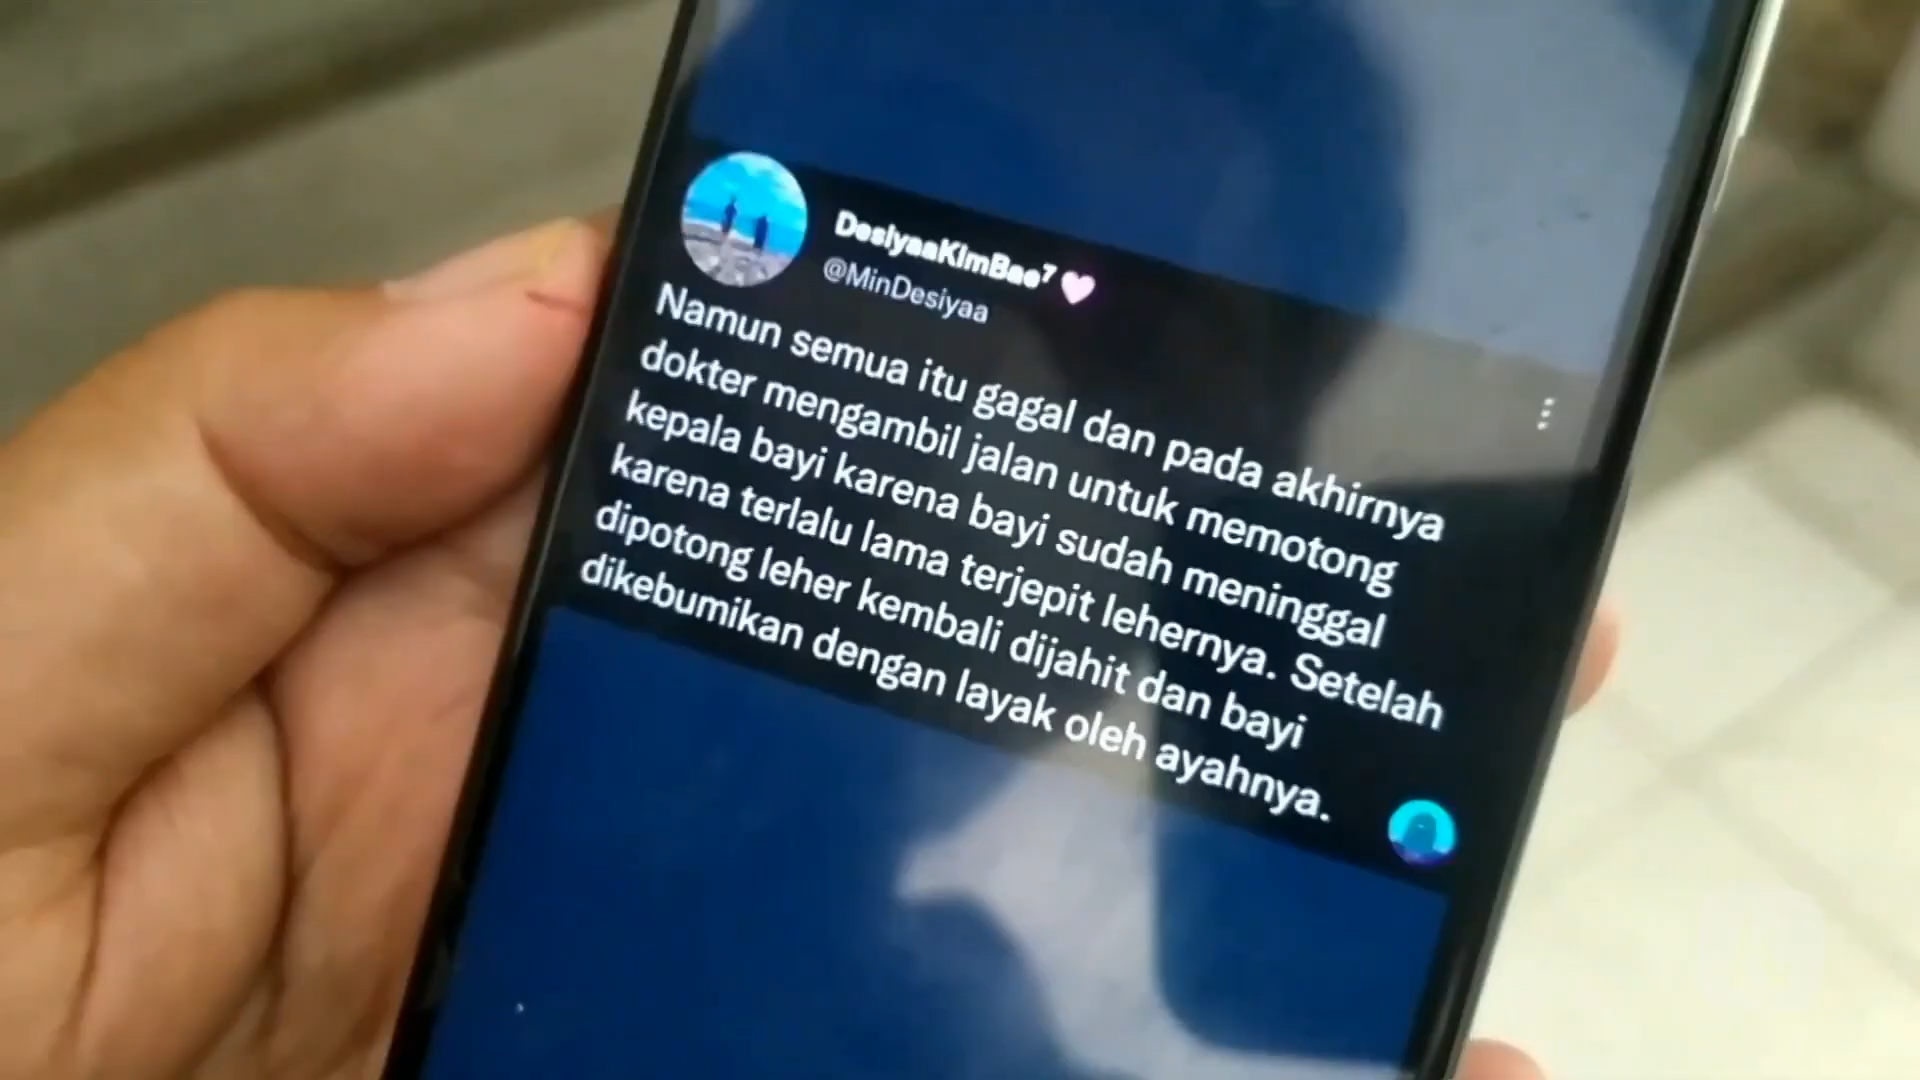 DesiyaaKimBae⁷ 🤍
@MinDesiyaa
Namun semua itu gagal dan pada akhirnya
dokter mengambil jalan untuk memotong
kepala bayi karena bayi sudah meninggal
karena terlalu lama terjepit lehernya. Setelah
dipotong leher kembali dijahit dan bayi
dikebumikan dengan layak oleh ayahnya.